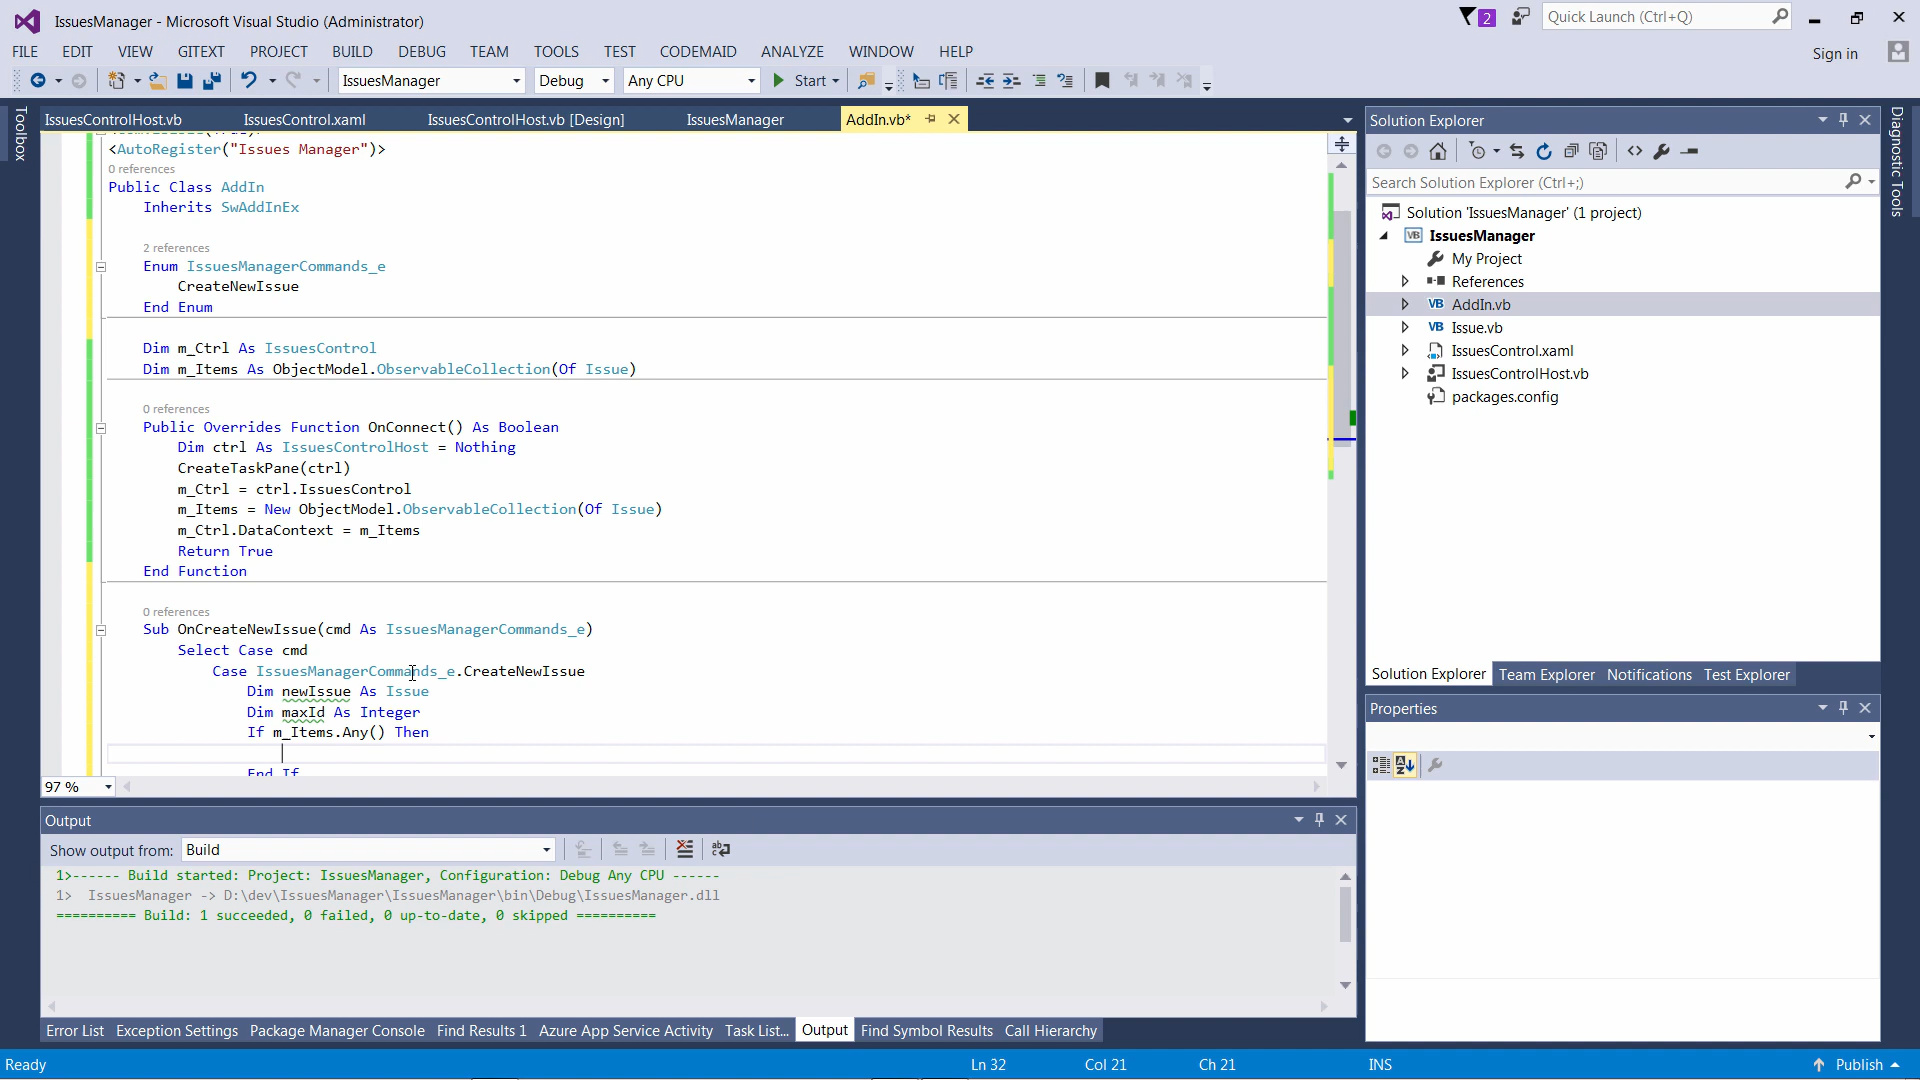 IssuesManager - Microsoft Visual Studio (Administrator)
2
Quick Launch (Ctrl+Q)
FILE EDIT VIEW GITEXT PROJECT BUILD DEBUG TEAM TOOLS TEST CODEMAID ANALYZE WINDOW HELP
Sign in
IssuesManager Debug Any CPU Start
Toolbox
IssuesControlHost.vb IssuesControl.xaml IssuesControlHost.vb [Design] IssuesManager AddIn.vb*
<AutoRegister("Issues Manager")>
0 references
Public Class AddIn
Inherits SwAddInEx
2 references
Enum IssuesManagerCommands_e
CreateNewIssue
End Enum
Dim m_Ctrl As IssuesControl
Dim m_Items As ObjectModel.ObservableCollection(Of Issue)
0 references
Public Overrides Function OnConnect() As Boolean
Dim ctrl As IssuesControlHost = Nothing
CreateTaskPane(ctrl)
m_Ctrl = ctrl.IssuesControl
m_Items = New ObjectModel.ObservableCollection(Of Issue)
m_Ctrl.DataContext = m_Items
Return True
End Function
0 references
Sub OnCreateNewIssue(cmd As IssuesManagerCommands_e)
Select Case cmd
Case IssuesManagerCommands_e.CreateNewIssue
Dim newIssue As Issue
Dim maxId As Integer
If m_Items.Any() Then
End If
97 %
Output
Show output from: Build
1>------ Build started: Project: IssuesManager, Configuration: Debug Any CPU ------
1>  IssuesManager -> D:\dev\IssuesManager\IssuesManager\bin\Debug\IssuesManager.dll
========== Build: 1 succeeded, 0 failed, 0 up-to-date, 0 skipped ==========
Error List Exception Settings Package Manager Console Find Results 1 Azure App Service Activity Task List... Output Find Symbol Results Call Hierarchy
Solution Explorer
Search Solution Explorer (Ctrl+;)
Solution 'IssuesManager' (1 project)
VB IssuesManager
My Project
References
VB AddIn.vb
VB Issue.vb
IssuesControl.xaml
IssuesControlHost.vb
packages.config
Solution Explorer Team Explorer Notifications Test Explorer
Properties
Diagnostic Tools
Ready Ln 32 Col 21 Ch 21 INS Publish